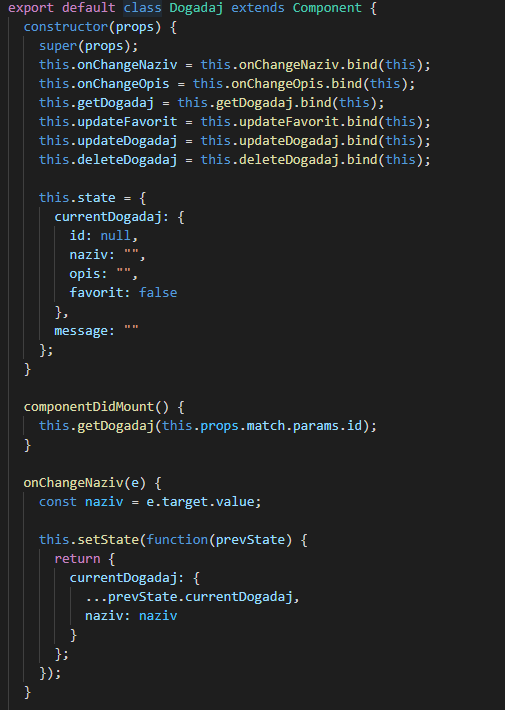 export default class Dogadaj extends Component {
constructor(props) {
super(props);
this.onChangeNaziv = this.onChangeNaziv.bind(this);
this.onChangeOpis = this.onChangeOpis.bind(this);
this.getDogadaj = this.getDogadaj.bind(this);
this.updateFavorit = this.updateFavorit.bind(this);
this.updateDogadaj = this.updateDogadaj.bind(this);
this.deleteDogadaj = this.deleteDogadaj.bind(this);
this.state = {
currentDogadaj: {
id: null,
naziv: "",
opis: "",
favorit: false
},
message: ""
};
}
componentDidMount() {
this.getDogadaj(this.props.match.params.id);
}
onChangeNaziv(e) {
const naziv = e.target.value;
this.setState(function(prevState) {
return {
currentDogadaj: {
...prevState.currentDogadaj,
naziv: naziv
}
};
});
}